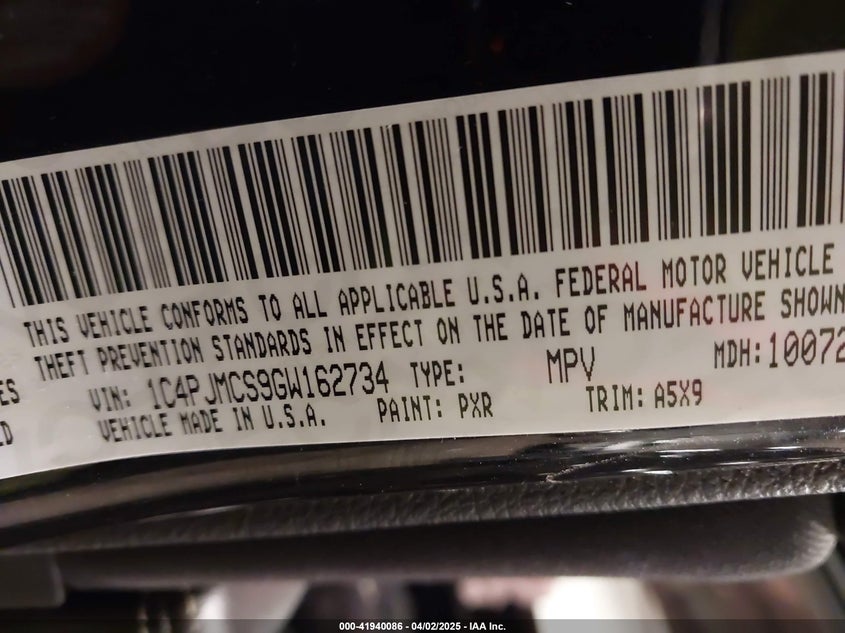 THIS VEHICLE CONFORMS TO ALL APPLICABLE U.S.A. FEDERAL MOTOR VEHICLE
THEFT PREVENTION STANDARDS IN EFFECT ON THE DATE OF MANUFACTURE SHOWN
VIN: 1C4PJMCS9GW162734 TYPE: MPV MDH: 10072
VEHICLE MADE IN U.S.A. PAINT: PXR TRIM: A5X9
000-41940086 - 04/02/2025 - IAA Inc.